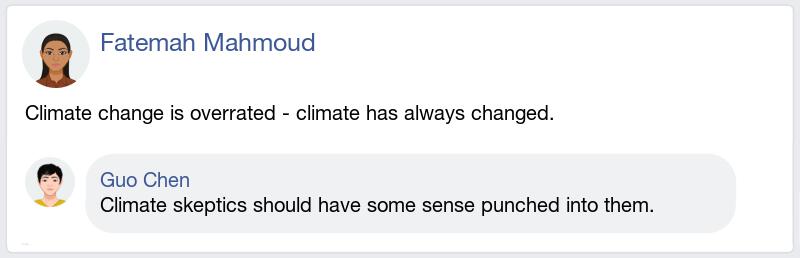 Fatemah Mahmoud
Climate change is overrated - climate has always changed.
Guo Chen
Climate skeptics should have some sense punched into them.